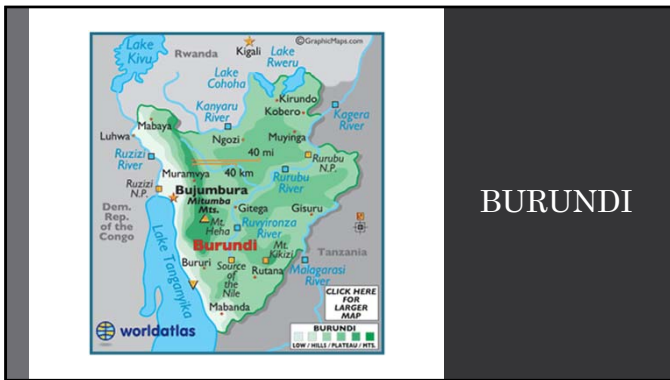 ©GraphicMaps.com
Lake
Kivu
Rwanda
Kigali
Lake
Rweru
Lake
Cohoha
Kirundo
Kobero
Kanyaru
River
Kagera
River
Mabaya
Luhwa
Ngozi
Muyinga
Ruzizi
River
40 mi
40 km
Rurubu
N.P.
Muramvya
Rurubu
River
Ruzizi
N.P.
Bujumbura
Mitumba
Mts.
Gitega
Gisuru
Dem.
Rep.
of the
Congo
Mt.
Heha
Ruvyironza
River
Burundi
Mt.
Kikizi
Tanzania
Lake Tanganyika
Bururi
Source
of the
Nile
Rutana
Malagarasi
River
Mabanda
CLICK HERE
FOR
LARGER
MAP
worldatlas
BURUNDI
LOW / HILLS / PLATEAU / MTS.
BURUNDI